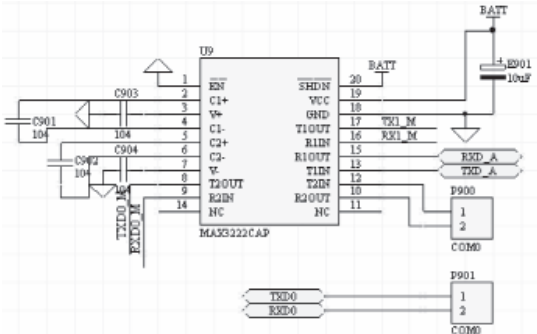 BATT
U9
E901
10uF
C903
104
C901
104
C904
104
C902
104
1 EN SHDN 20
BATT
2 C1+ VCC 19
3 V+ GND 18
4 C1- T1OUT 17 TX1_M
5 C2+ R1IN 16 RX1_M
6 C2- R1OUT 15 RXD_A
7 V- T1IN 13 TXD_A
8 T2OUT T2IN 12
9 R2IN R2OUT 10
14 NC NC 11
MAX3222CAP
TXD0_M
RXD0_M
P900
1
2
COM0
P901
TXD0 1
RXD0 2
COM0